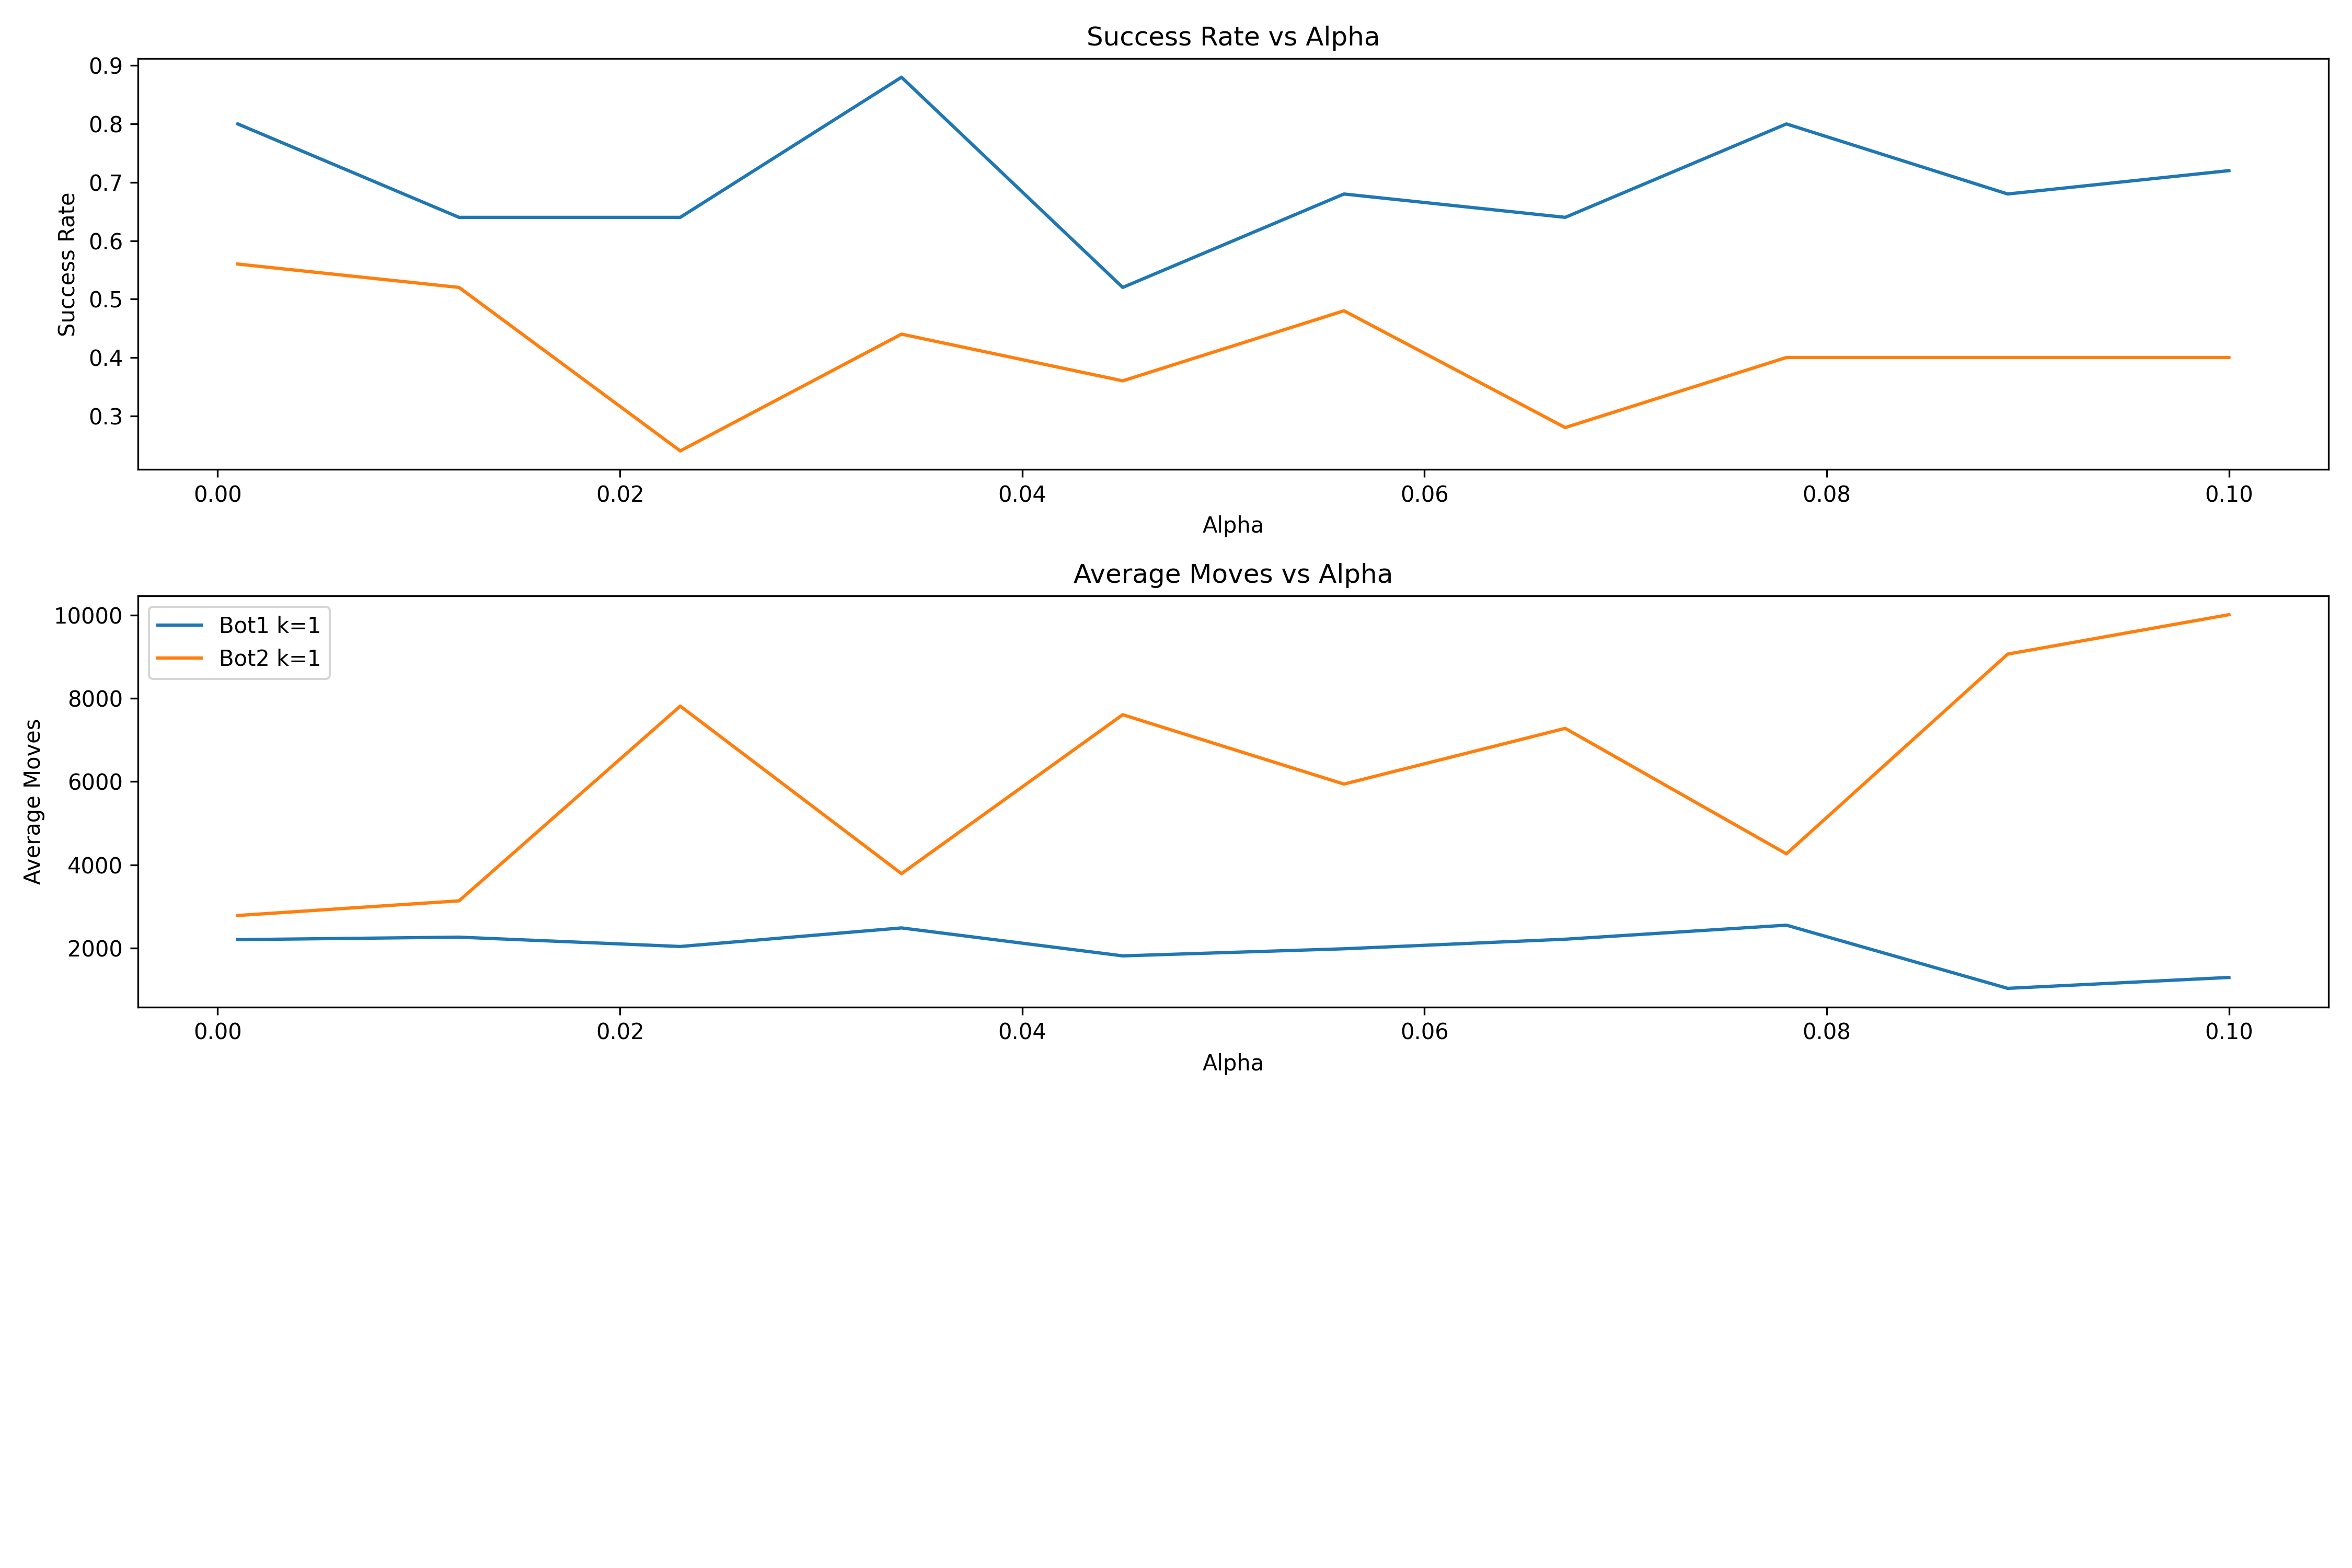 Success Rate vs Alpha
0.9
0.8
0.7
0.6
0.5
0.4
0.3
Success Rate
0.00 0.02 0.04 0.06 0.08 0.10
Alpha
Average Moves vs Alpha
10000
8000
6000
4000
2000
Average Moves
Bot1 k=1
Bot2 k=1
0.00 0.02 0.04 0.06 0.08 0.10
Alpha